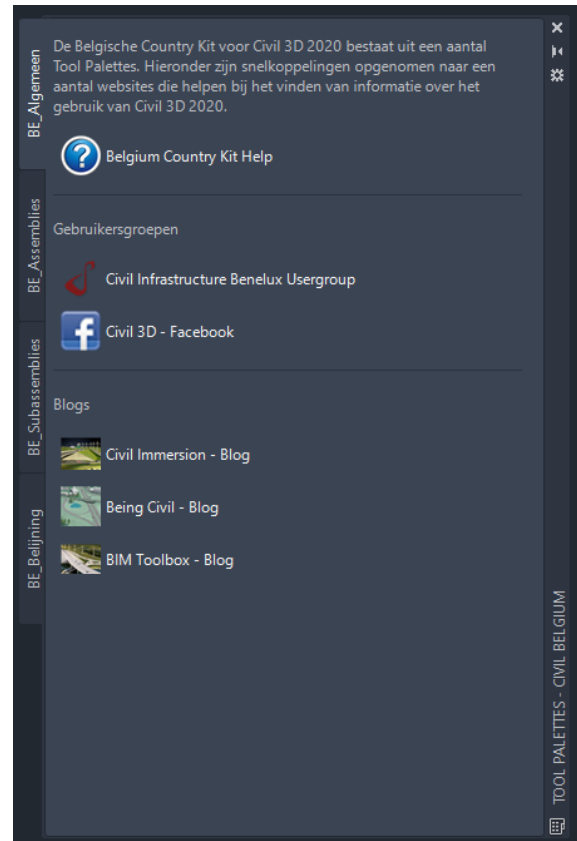 De Belgische Country Kit voor Civil 3D 2020 bestaat uit een aantal
Tool Palettes. Hieronder zijn snelkoppelingen opgenomen naar een
aantal websites die helpen bij het vinden van informatie over het
gebruik van Civil 3D 2020.
Belgium Country Kit Help
Gebruikersgroepen
Civil Infrastructure Benelux Usergroup
Civil 3D - Facebook
Blogs
Civil Immersion - Blog
Being Civil - Blog
BIM Toolbox - Blog
BE_Algemeen
BE_Assemblies
BE_Subassemblies
BE_Belijning
TOOL PALETTES - CIVIL BELGIUM